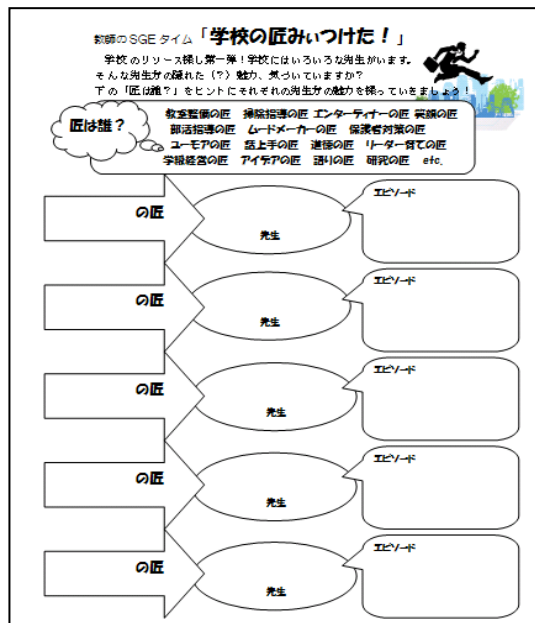 教師のSGEタイム「学校の匠みぃつけた！」
学校のリソース探し第一弾！学校にはいろいろな先生がいます。
そんな先生方の隠れた（？）魅力、気づいていますか？
下の「匠は誰？」をヒントにそれぞれの先生方の魅力を探っていきましょう！
匠は誰？
教室整備の匠 掃除指導の匠 エンターティナーの匠 笑顔の匠
部活指導の匠 ムードメーカーの匠 保護者対策の匠
ユーモアの匠 話上手の匠 道徳の匠 リーダー育ての匠
学級経営の匠 アイデアの匠 語りの匠 研究の匠 etc.
の匠
先生
エピソード
の匠
先生
エピソード
の匠
先生
エピソード
の匠
先生
エピソード
の匠
先生
エピソード